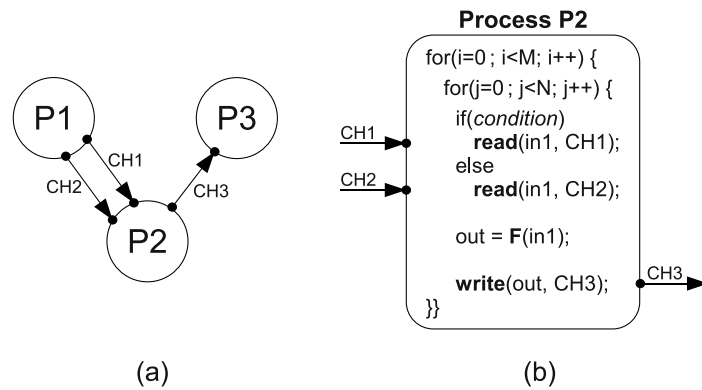 P1
P3
CH1
CH2
CH3
P2
(a)
Process P2
for(i=0 ; i<M; i++) {
for(j=0 ; j<N; j++) {
if(condition)
read(in1, CH1);
else
read(in1, CH2);
out = F(in1);
write(out, CH3);
}}
CH1
CH2
CH3
(b)